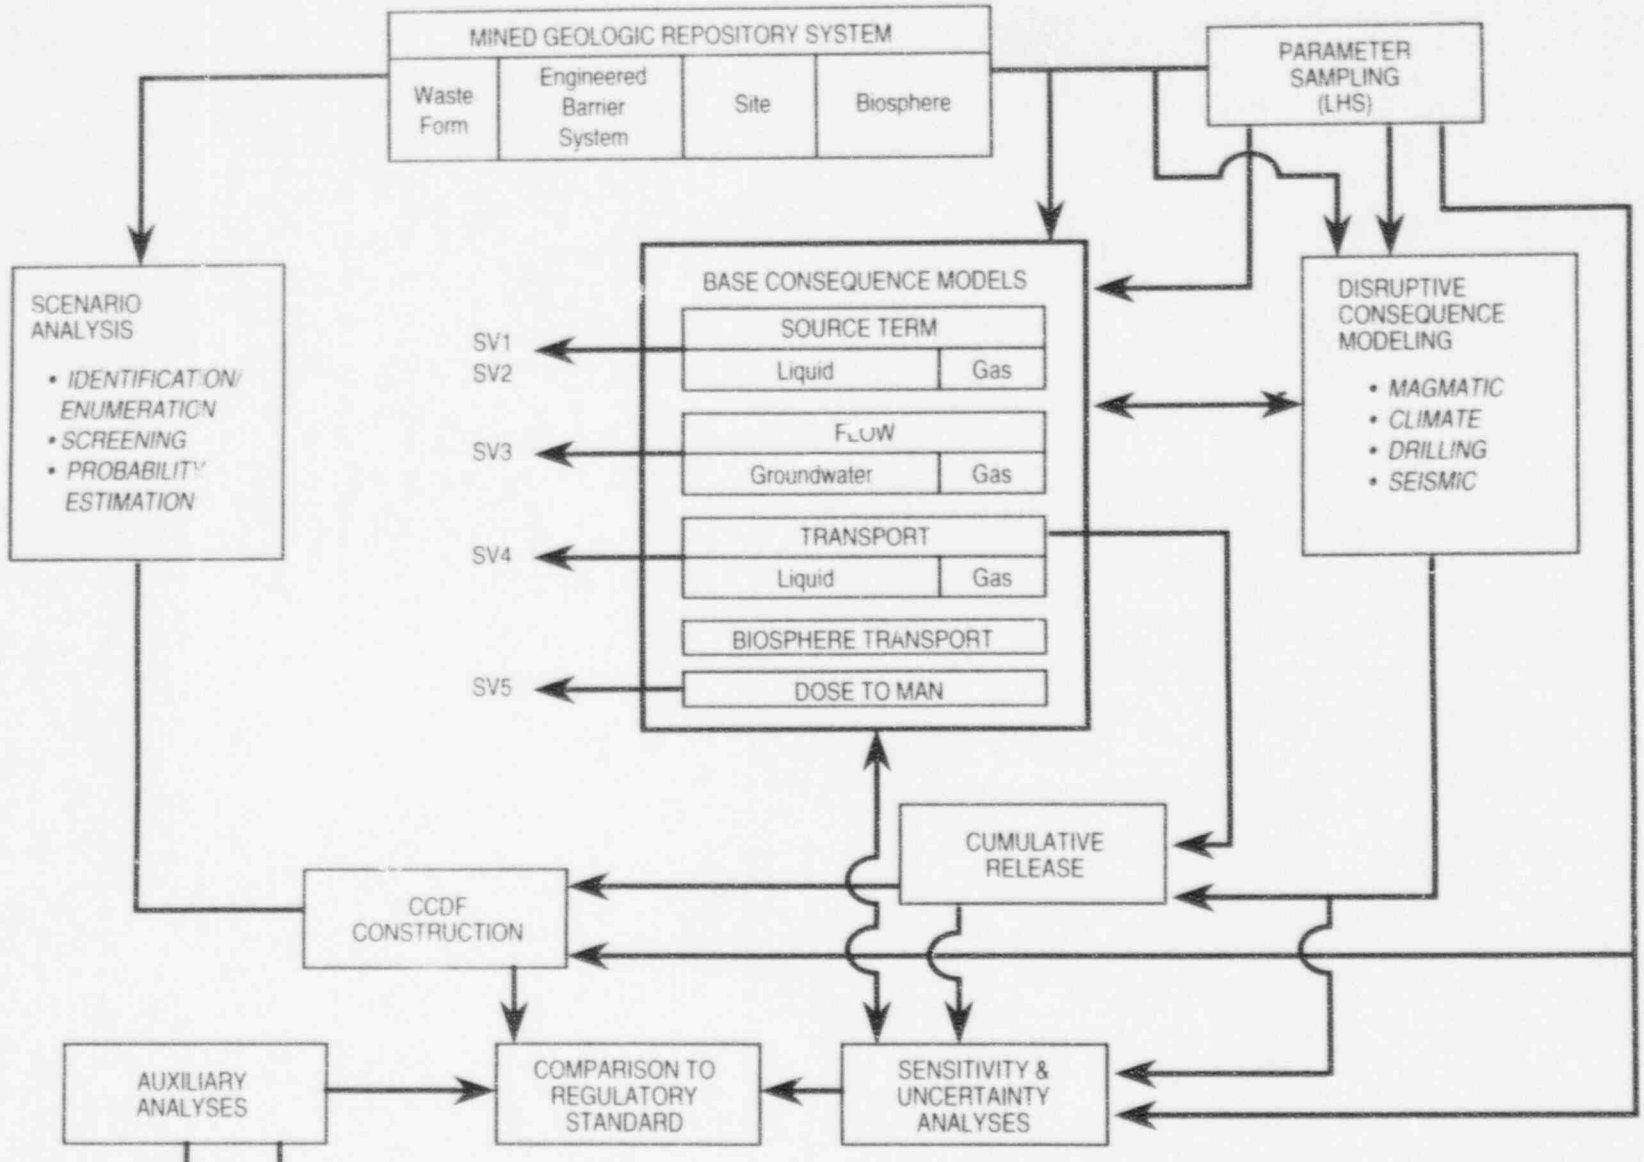 MINED GEOLOGIC REPOSITORY SYSTEM
Waste
Form
Engineered
Barrier
System
Site
Biosphere
PARAMETER
SAMPLING
(LHS)
SCENARIO
ANALYSIS
• IDENTIFICATION/
ENUMERATION
• SCREENING
• PROBABILITY
ESTIMATION
BASE CONSEQUENCE MODELS
SOURCE TERM
Liquid
Gas
FLOW
Groundwater
Gas
TRANSPORT
Liquid
Gas
BIOSPHERE TRANSPORT
DOSE TO MAN
SV1
SV2
SV3
SV4
SV5
DISRUPTIVE
CONSEQUENCE
MODELING
• MAGMATIC
• CLIMATE
• DRILLING
• SEISMIC
CUMULATIVE
RELEASE
CCDF
CONSTRUCTION
AUXILIARY
ANALYSES
COMPARISON TO
REGULATORY
STANDARD
SENSITIVITY &
UNCERTAINTY
ANALYSES